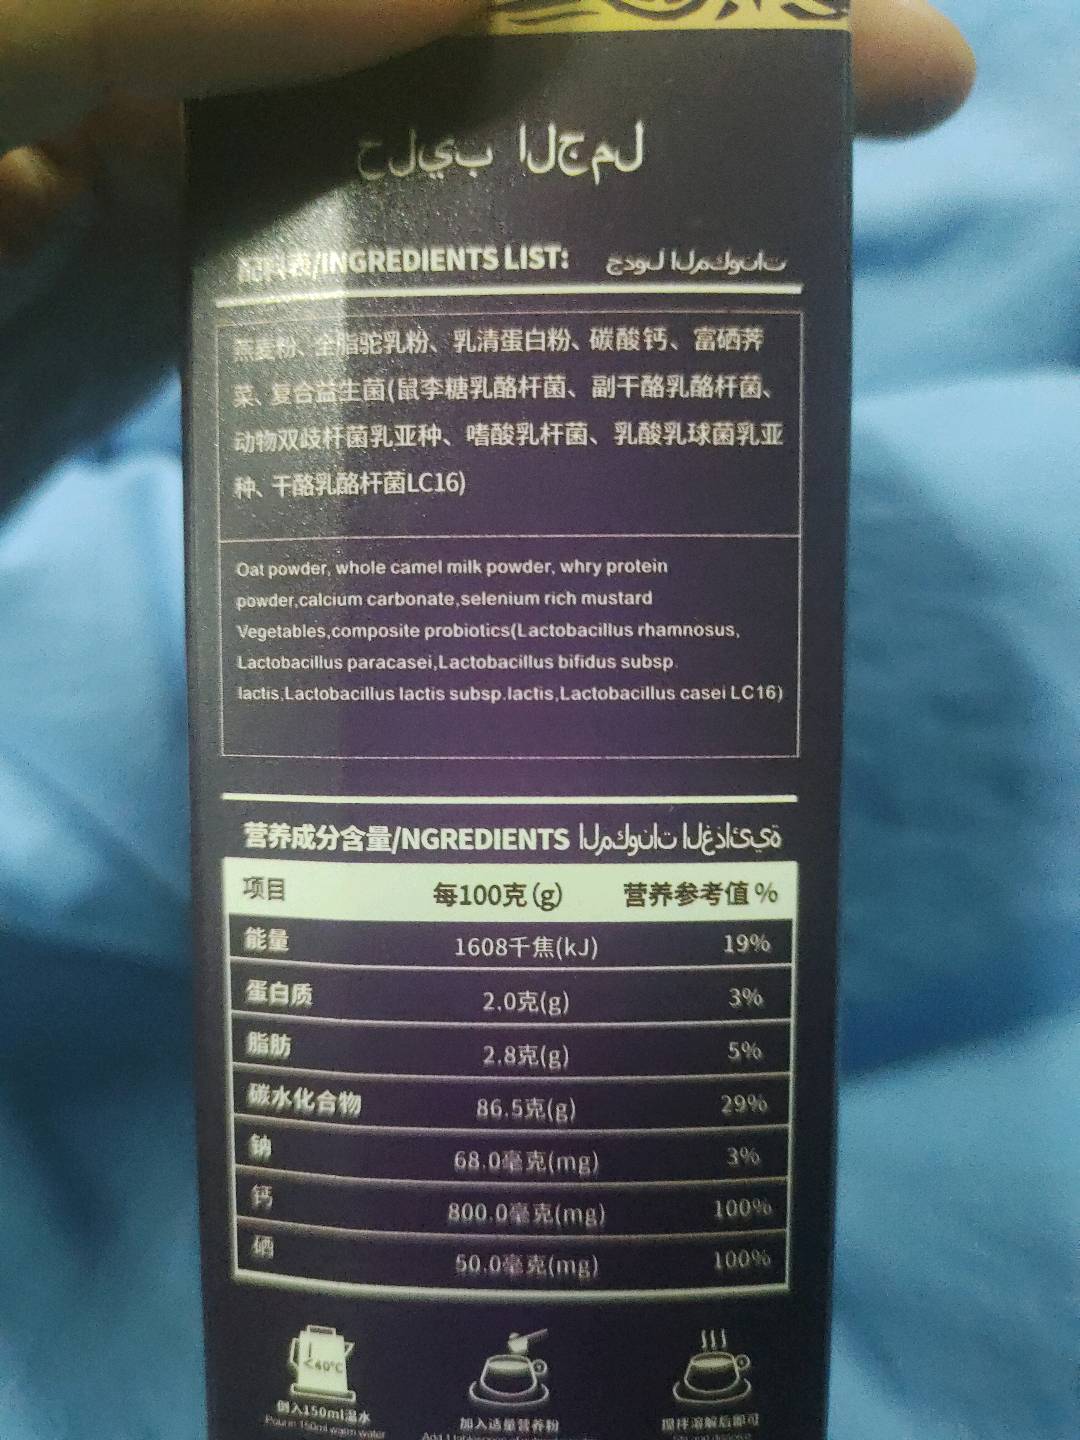 حليب الجمل
配料表/INGREDIENTS LIST: جدول المكونات
燕麦粉、全脂驼乳粉、乳清蛋白粉、碳酸钙、富硒荠
菜、复合益生菌(鼠李糖乳酪杆菌、副干酪乳酪杆菌、
动物双歧杆菌乳亚种、嗜酸乳杆菌、乳酸乳球菌乳亚
种、干酪乳酪杆菌LC16)
Oat powder, whole camel milk powder, whry protein
powder,calcium carbonate,selenium rich mustard
Vegetables,composite probiotics(Lactobacillus rhamnosus,
Lactobacillus paracasei,Lactobacillus bifidus subsp.
lactis,Lactobacillus lactis subsp.lactis,Lactobacillus casei LC16)
营养成分含量/NGREDIENTS المكونات الغذائية
项目 每100克(g) 营养参考值%
能量 1608千焦(kJ) 19%
蛋白质 2.0克(g) 3%
脂肪 2.8克(g) 5%
碳水化合物 86.5克(g) 29%
钠 68.0毫克(mg) 3%
钙 800.0毫克(mg) 100%
硒 50.0毫克(mg) 100%
<40°C
倒入150ml温水 加入适量营养粉 搅拌溶解后即可
Pour in 150ml warm water